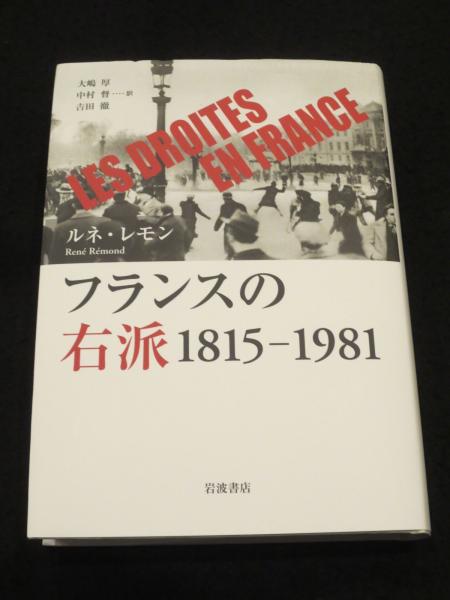 大嶋 厚
中村 督……訳
吉田 徹
LES DROITES
EN FRANCE
ルネ・レモン
René Rémond
フランスの
右派 1815–1981
岩波書店